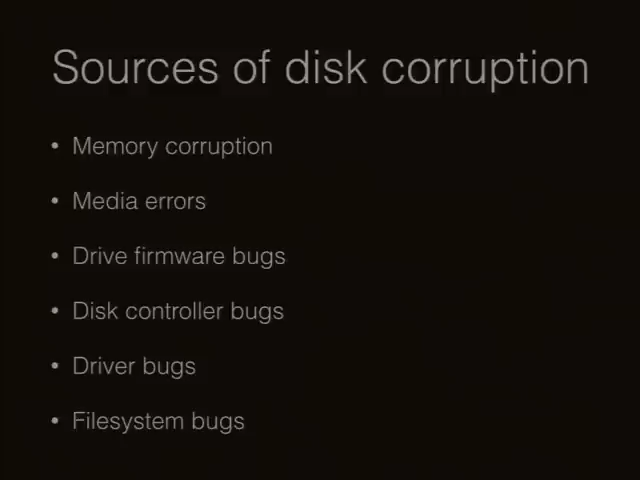 Sources of disk corruption
• Memory corruption
• Media errors
• Drive firmware bugs
• Disk controller bugs
• Driver bugs
• Filesystem bugs